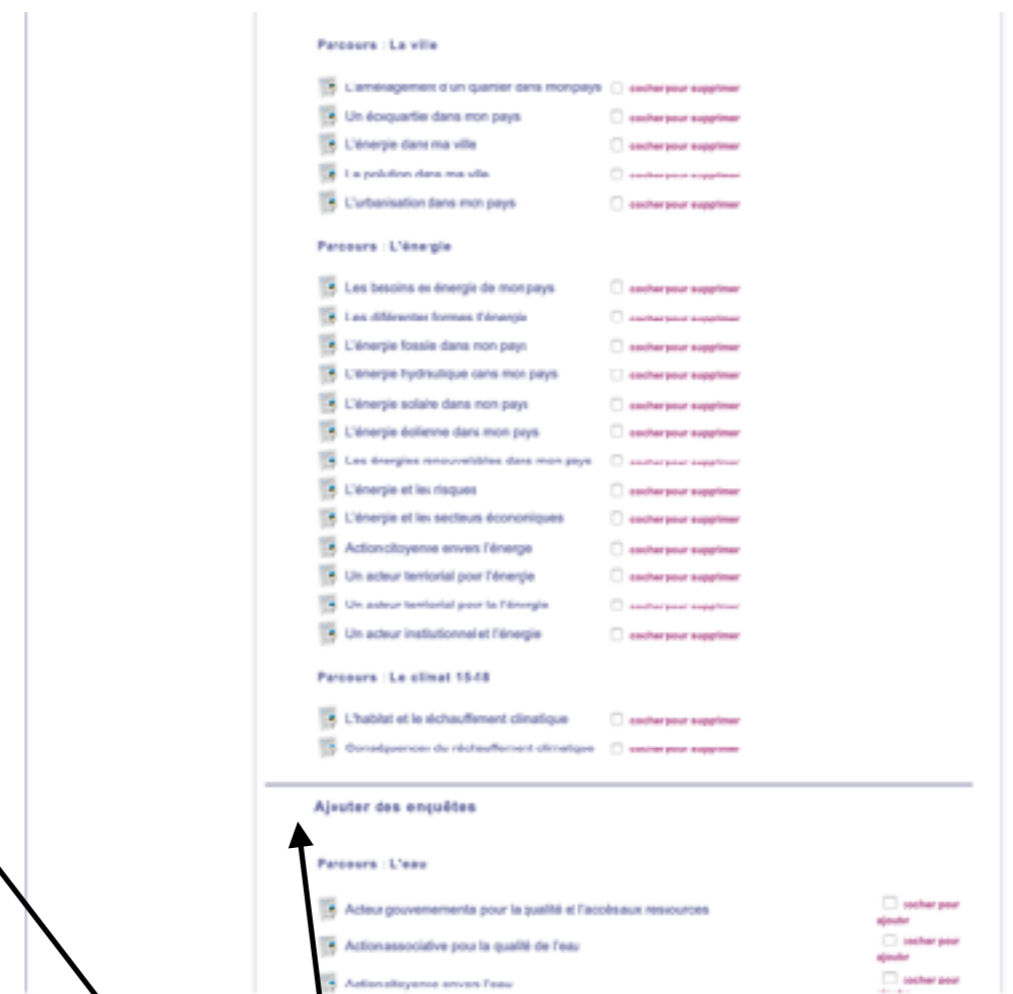 Parcours : La ville
L'aménagement d'un quartier dans mon pays cocher pour supprimer
Un écoquartier dans mon pays cocher pour supprimer
L'énergie dans ma ville cocher pour supprimer
La polution dans ma ville cocher pour supprimer
L'urbanisation dans mon pays cocher pour supprimer
Parcours : L'énergie
Les besoins en énergie de mon pays cocher pour supprimer
Les différentes formes d'énergie cocher pour supprimer
L'énergie fossile dans mon pays cocher pour supprimer
L'énergie hydraulique dans mon pays cocher pour supprimer
L'énergie solaire dans mon pays cocher pour supprimer
L'énergie éolienne dans mon pays cocher pour supprimer
Les énergies renouvelables dans mon pays cocher pour supprimer
L'énergie et les risques cocher pour supprimer
L'énergie et les secteurs économiques cocher pour supprimer
Action citoyenne envers l'énergie cocher pour supprimer
Un acteur territorial pour l'énergie cocher pour supprimer
Un acteur territorial pour la l'énergie cocher pour supprimer
Un acteur institutionnel et l'énergie cocher pour supprimer
Parcours : Le climat 15-18
L'habitat et le réchauffement climatique cocher pour supprimer
Conséquences du réchauffement climatique cocher pour supprimer
Ajouter des enquêtes
Parcours : L'eau
Acteur gouvernemental pour la qualité et l'accès aux ressources cocher pour ajouter
Action associative pour la qualité de l'eau cocher pour ajouter
Action citoyenne envers l'eau cocher pour